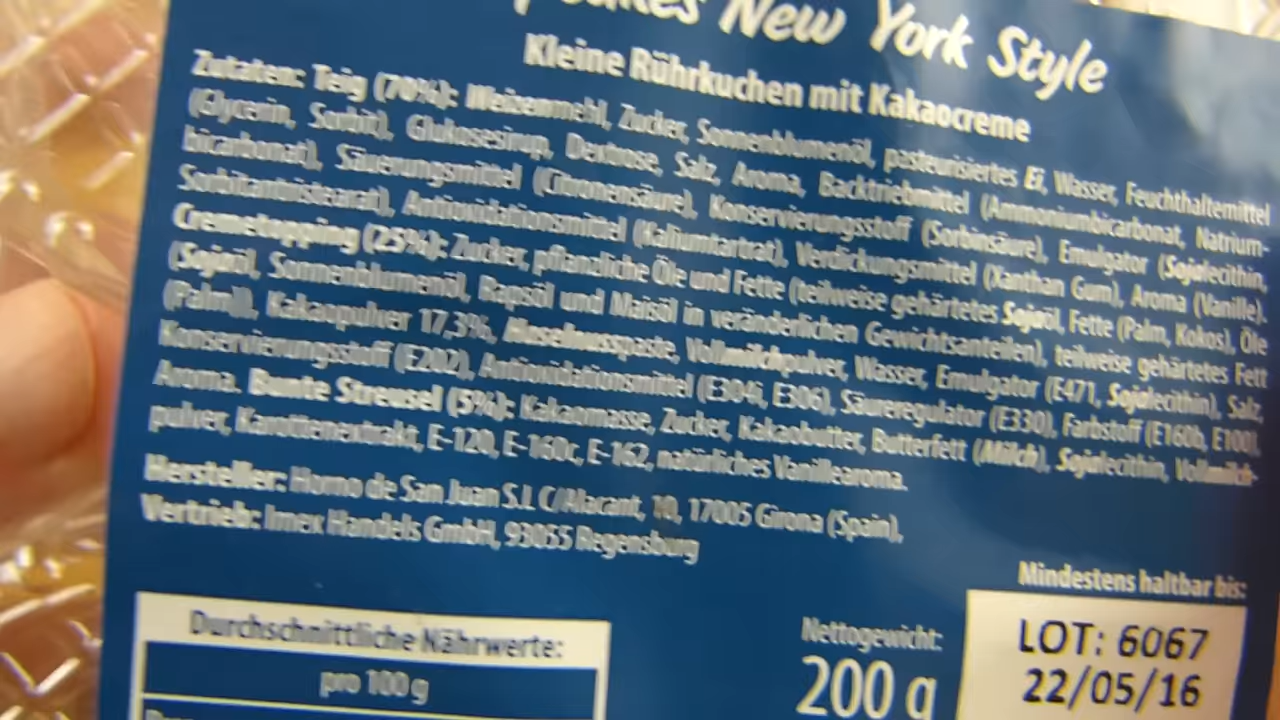 New York Style
Kleine Rührkuchen mit Kakaocreme
Zutaten: Teig (70%): Weizenmehl, Zucker, Sonnenblumenöl, pasteurisiertes Ei, Wasser, Feuchthaltemittel
(Glycerin, Sorbit), Glukosesirup, Dextrose, Salz, Aroma, Backtriebmittel (Ammoniumbicarbonat, Natrium-
bicarbonat), Säuerungsmittel (Citronensäure), Konservierungsstoff (Sorbinsäure), Emulgator (Sojalecithin,
Sorbitantristearat), Antioxidationsmittel (Kaliumtartrat), Verdickungsmittel (Xanthan Gum), Aroma (Vanille).
Cremetopping (25%): Zucker, pflanzliche Öle und Fette (teilweise gehärtetes Sojaöl, Fette (Palm, Kokos), Öle
(Sojaöl, Sonnenblumenöl, Rapsöl und Maisöl in veränderlichen Gewichtsanteilen), teilweise gehärtetes Fett
(Palm)), Kakaopulver 17,3%, Haselnusspaste, Vollmilchpulver, Wasser, Emulgator (E471, Sojalecithin), Salz,
Konservierungsstoff (E202), Antioxidationsmittel (E304i, E306), Säureregulator (E330), Farbstoff (E160b, E100),
Aroma. Bunte Streusel (5%): Kakaomasse, Zucker, Kakaobutter, Butterfett (Milch), Sojalecithin, Vollmilch-
pulver, Karottenextrakt, E-120, E-160c, E-162, natürliches Vanillearoma.
Hersteller: Horno de San Juan S.L C/Alacant, 10, 17005 Girona (Spain),
Vertrieb: Imex Handels GmbH, 93055 Regensburg
Mindestens haltbar bis:
LOT: 6067
22/05/16
Nettogewicht:
200 g
Durchschnittliche Nährwerte:
pro 100 g